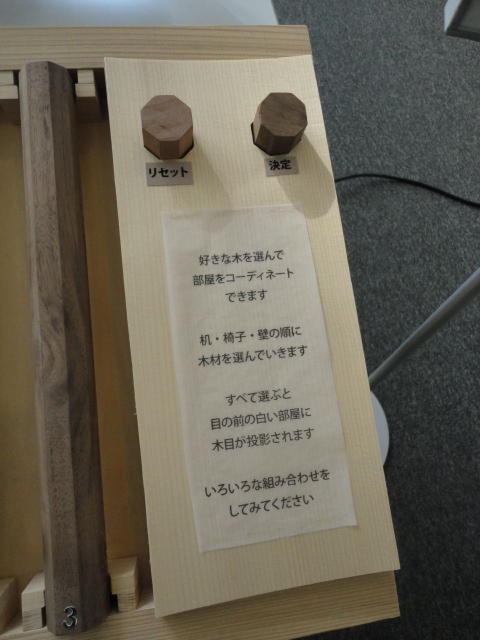 リセット
決定
好きな木を選んで
部屋をコーディネート
できます
机・椅子・壁の順に
木材を選んでいきます
すべて選ぶと
目の前の白い部屋に
木目が投影されます
いろいろな組み合わせを
してみてください
3